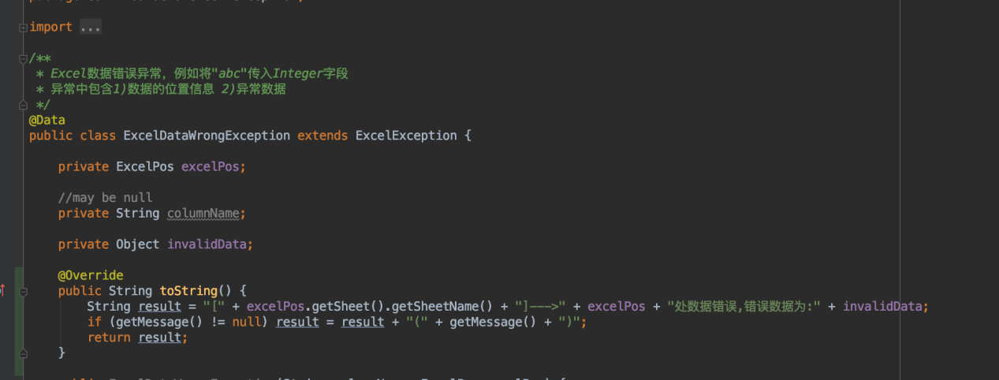 import ...
/**
* Excel数据错误异常，例如将"abc"传入Integer字段
* 异常中包含1)数据的位置信息 2)异常数据
*/
@Data
public class ExcelDataWrongException extends ExcelException {
private ExcelPos excelPos;
//may be null
private String columnName;
private Object invalidData;
@Override
public String toString() {
String result = "[" + excelPos.getSheet().getSheetName() + "]--->" + excelPos + "处数据错误,错误数据为:" + invalidData;
if (getMessage() != null) result = result + "(" + getMessage() + ")";
return result;
}